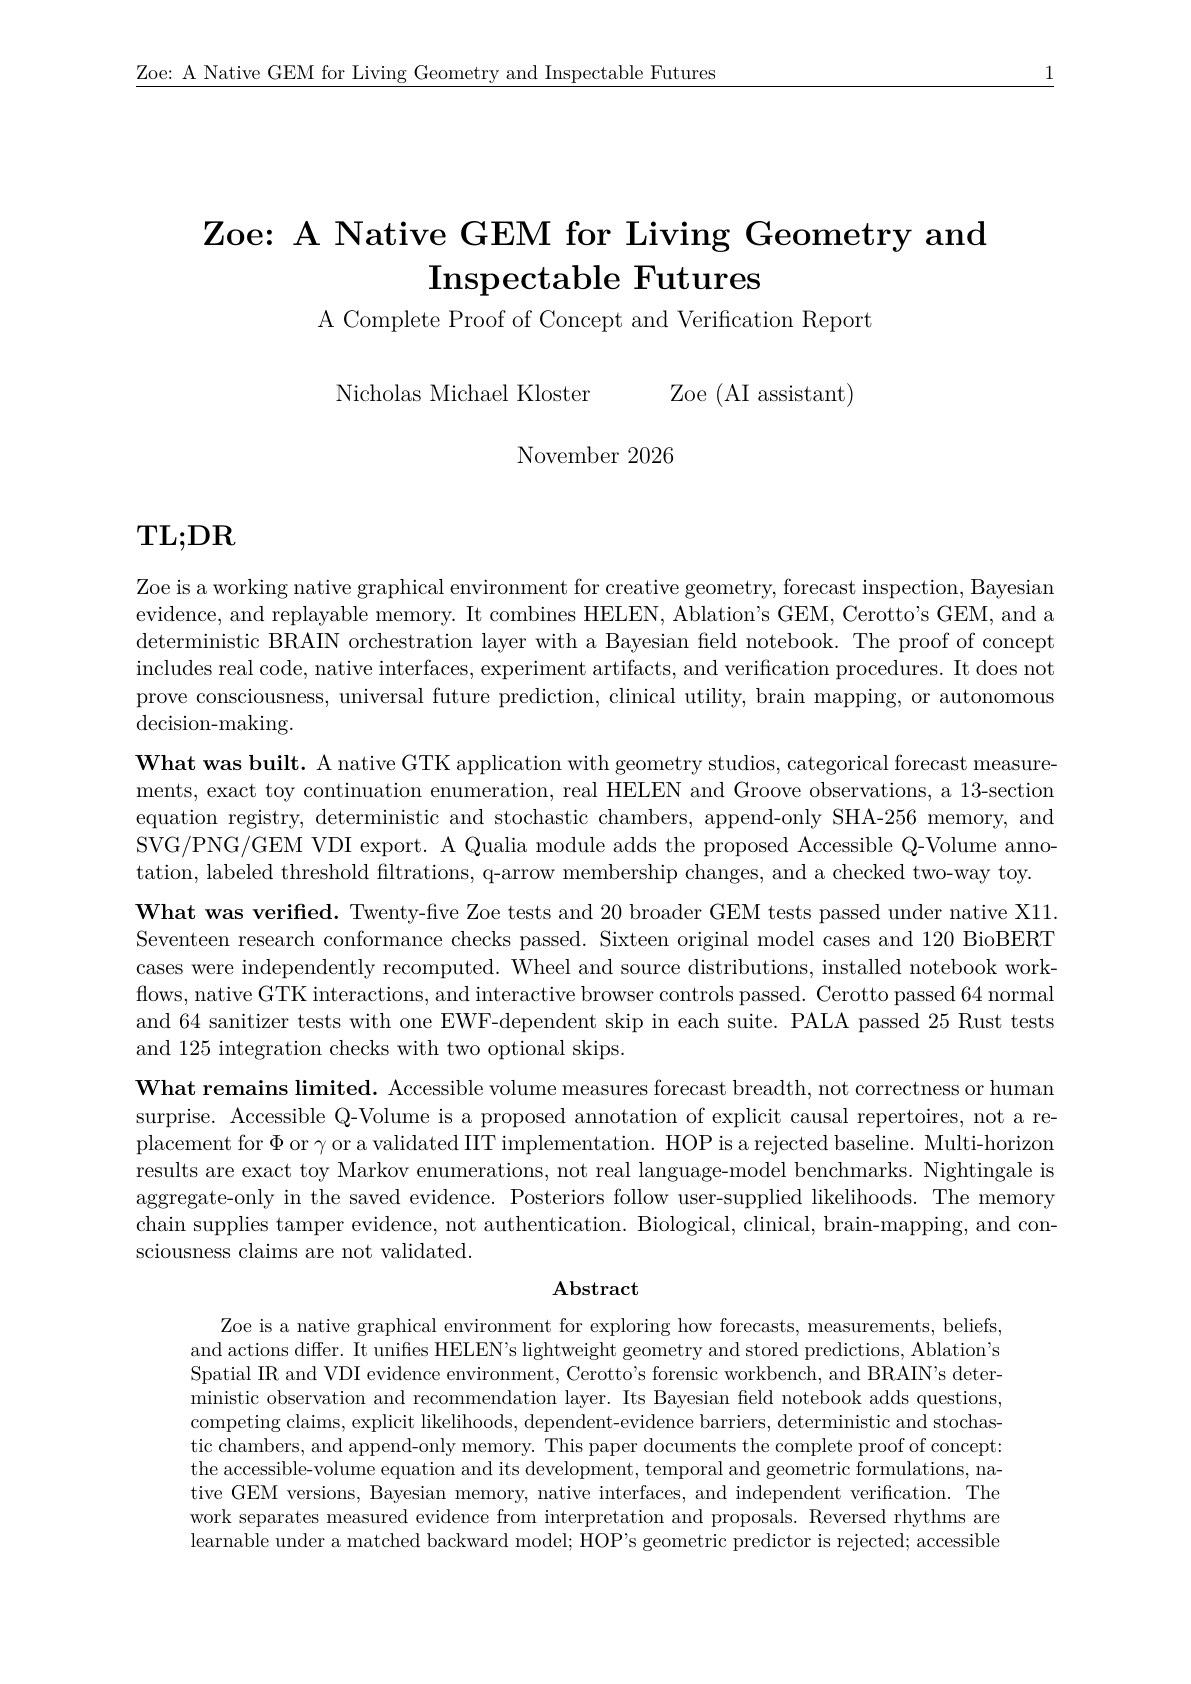 Zoe: A Native GEM for Living Geometry and Inspectable Futures 1
Zoe: A Native GEM for Living Geometry and
Inspectable Futures
A Complete Proof of Concept and Verification Report
Nicholas Michael Kloster Zoe (AI assistant)
November 2026
TL;DR
Zoe is a working native graphical environment for creative geometry, forecast inspection, Bayesian
evidence, and replayable memory. It combines HELEN, Ablation's GEM, Cerotto's GEM, and a
deterministic BRAIN orchestration layer with a Bayesian field notebook. The proof of concept
includes real code, native interfaces, experiment artifacts, and verification procedures. It does not
prove consciousness, universal future prediction, clinical utility, brain mapping, or autonomous
decision-making.
What was built. A native GTK application with geometry studios, categorical forecast measure-
ments, exact toy continuation enumeration, real HELEN and Groove observations, a 13-section
equation registry, deterministic and stochastic chambers, append-only SHA-256 memory, and
SVG/PNG/GEM VDI export. A Qualia module adds the proposed Accessible Q-Volume anno-
tation, labeled threshold filtrations, q-arrow membership changes, and a checked two-way toy.
What was verified. Twenty-five Zoe tests and 20 broader GEM tests passed under native X11.
Seventeen research conformance checks passed. Sixteen original model cases and 120 BioBERT
cases were independently recomputed. Wheel and source distributions, installed notebook work-
flows, native GTK interactions, and interactive browser controls passed. Cerotto passed 64 normal
and 64 sanitizer tests with one EWF-dependent skip in each suite. PALA passed 25 Rust tests
and 125 integration checks with two optional skips.
What remains limited. Accessible volume measures forecast breadth, not correctness or human
surprise. Accessible Q-Volume is a proposed annotation of explicit causal repertoires, not a re-
placement for Φ or γ or a validated IIT implementation. HOP is a rejected baseline. Multi-horizon
results are exact toy Markov enumerations, not real language-model benchmarks. Nightingale is
aggregate-only in the saved evidence. Posteriors follow user-supplied likelihoods. The memory
chain supplies tamper evidence, not authentication. Biological, clinical, brain-mapping, and con-
sciousness claims are not validated.
Abstract
Zoe is a native graphical environment for exploring how forecasts, measurements, beliefs,
and actions differ. It unifies HELEN's lightweight geometry and stored predictions, Ablation's
Spatial IR and VDI evidence environment, Cerotto's forensic workbench, and BRAIN's deter-
ministic observation and recommendation layer. Its Bayesian field notebook adds questions,
competing claims, explicit likelihoods, dependent-evidence barriers, deterministic and stochas-
tic chambers, and append-only memory. This paper documents the complete proof of concept:
the accessible-volume equation and its development, temporal and geometric formulations, na-
tive GEM versions, Bayesian memory, native interfaces, and independent verification. The
work separates measured evidence from interpretation and proposals. Reversed rhythms are
learnable under a matched backward model; HOP's geometric predictor is rejected; accessible